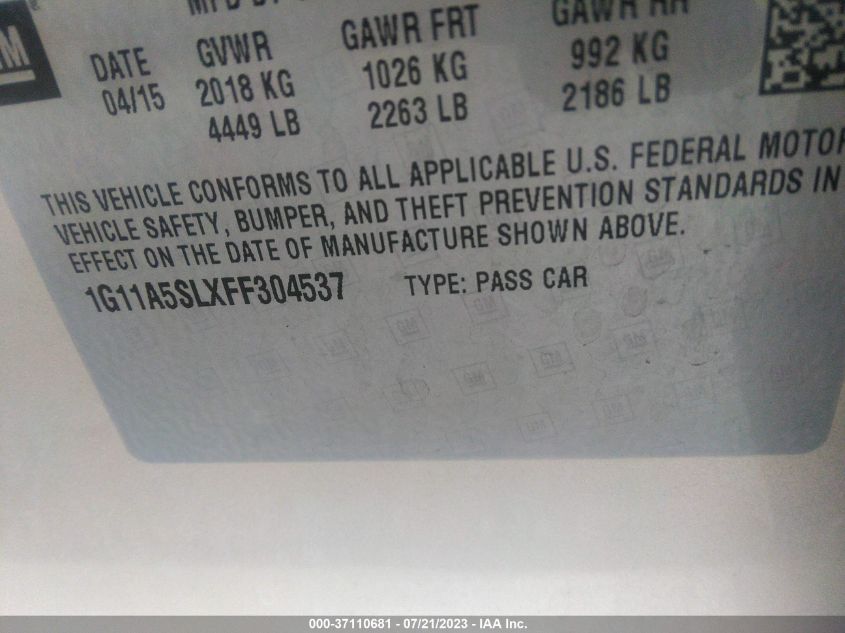 GM
DATE GVWR GAWR FRT GAWR RR
04/15 2018 KG 1026 KG 992 KG
4449 LB 2263 LB 2186 LB
THIS VEHICLE CONFORMS TO ALL APPLICABLE U.S. FEDERAL MOTOR
VEHICLE SAFETY, BUMPER, AND THEFT PREVENTION STANDARDS IN
EFFECT ON THE DATE OF MANUFACTURE SHOWN ABOVE.
1G11A5SLXFF304537 TYPE: PASS CAR
000-37110681 - 07/21/2023 - IAA Inc.